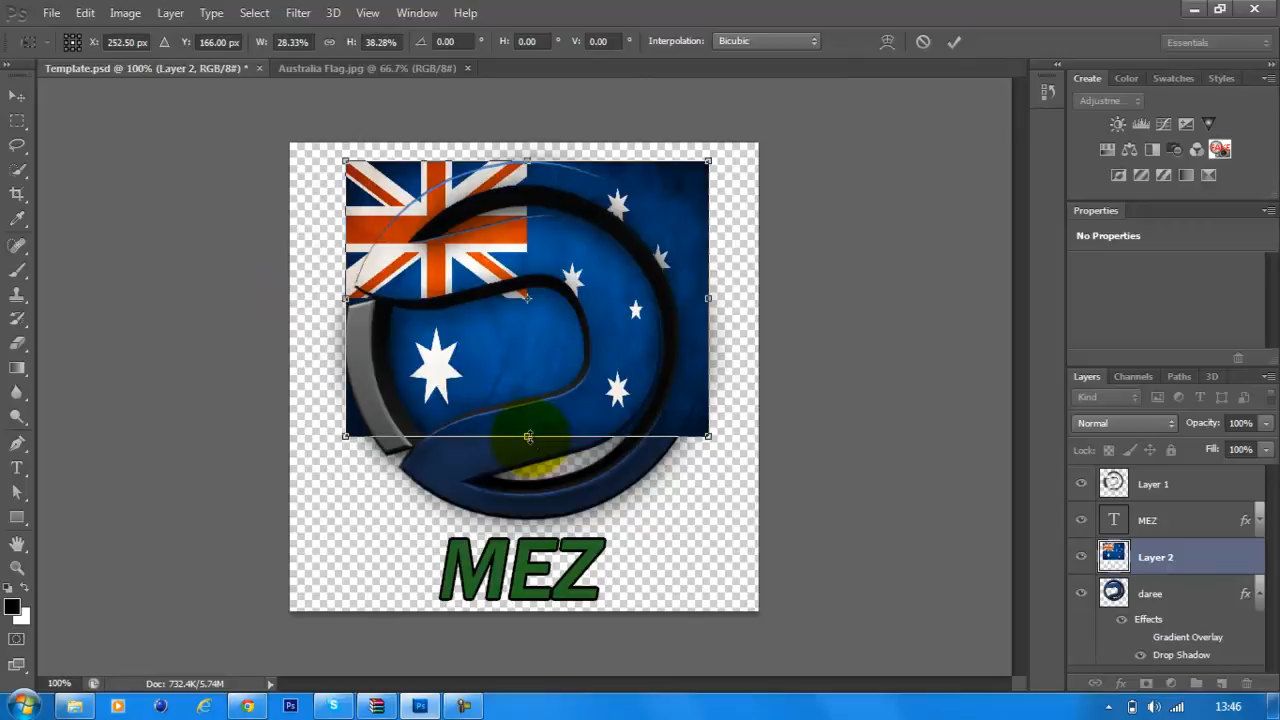 Ps File Edit Image Layer Type Select Filter 3D View Window Help
X: 252.50 px Y: 166.00 px W: 28.33% H: 38.28% 0.00 ° H: 0.00 ° V: 0.00 ° Interpolation: Bicubic Essentials
Template.psd @ 100% (Layer 2, RGB/8#) * × Australia Flag.jpg @ 66.7% (RGB/8#) ×
Create Color Swatches Styles
Adjustme...
Properties
No Properties
Layers Channels Paths 3D
Kind
Normal Opacity: 100%
Lock: Fill: 100%
Layer 1
T MEZ fx
Layer 2
daree fx
Effects
Gradient Overlay
Drop Shadow
MEZ
100% Doc: 732.4K/5.74M
13:46